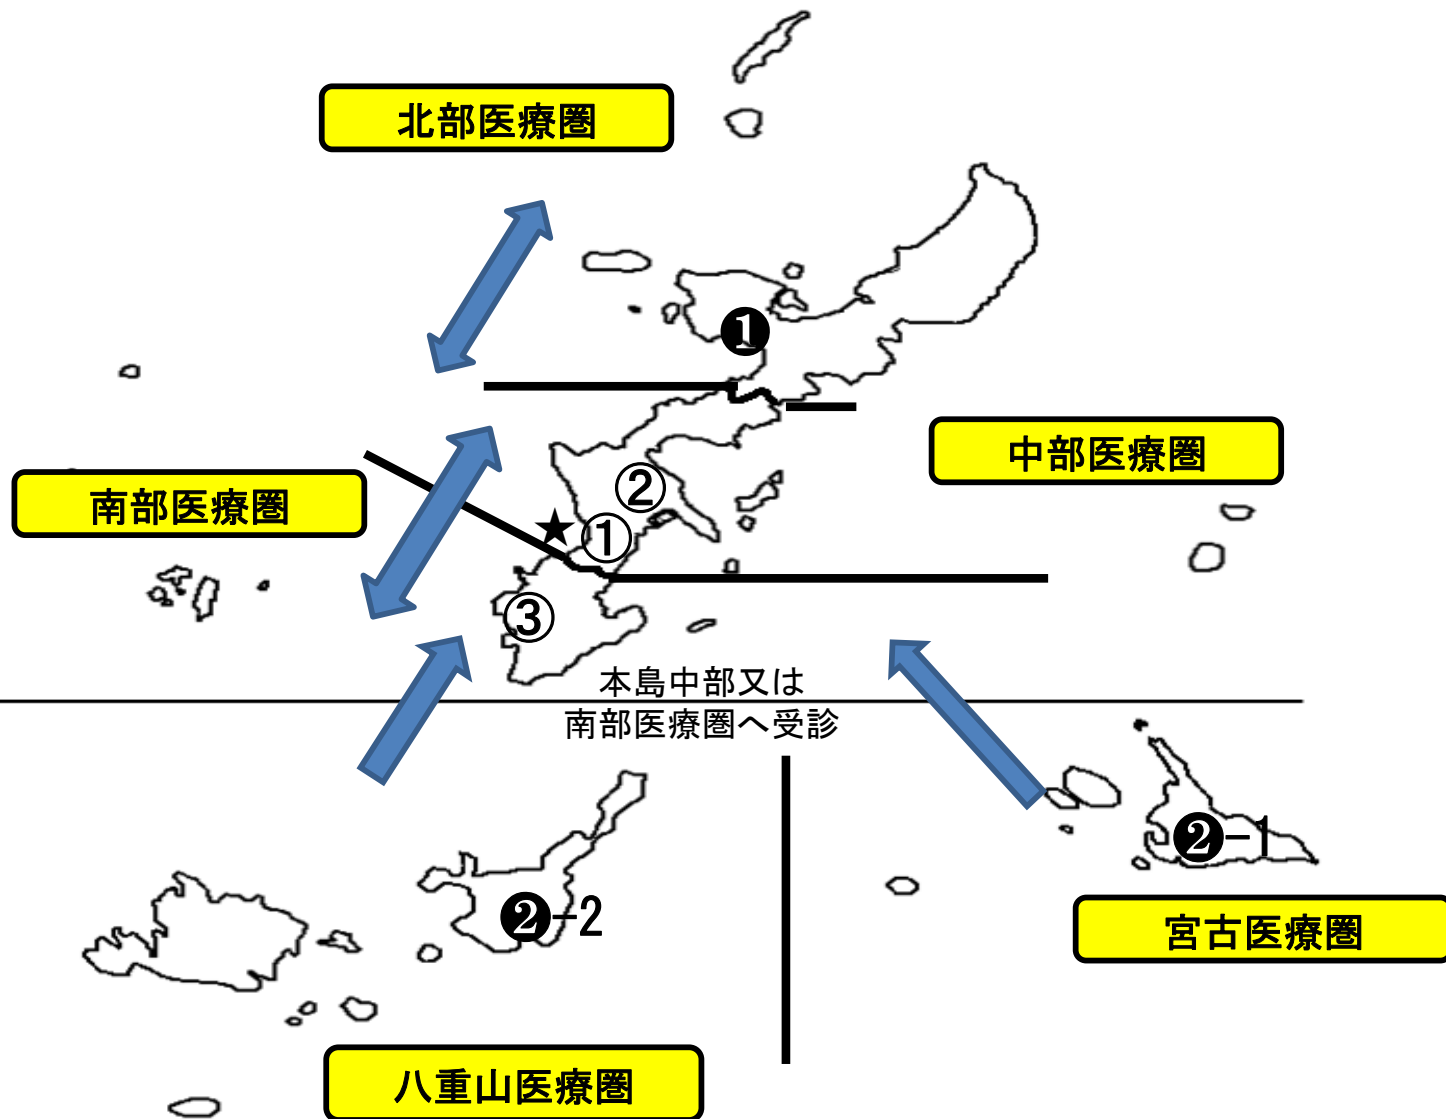 北部医療圏
❶
中部医療圏
南部医療圏
②
★
①
③
本島中部又は
南部医療圏へ受診
❷-1
❷-2
宮古医療圏
八重山医療圏